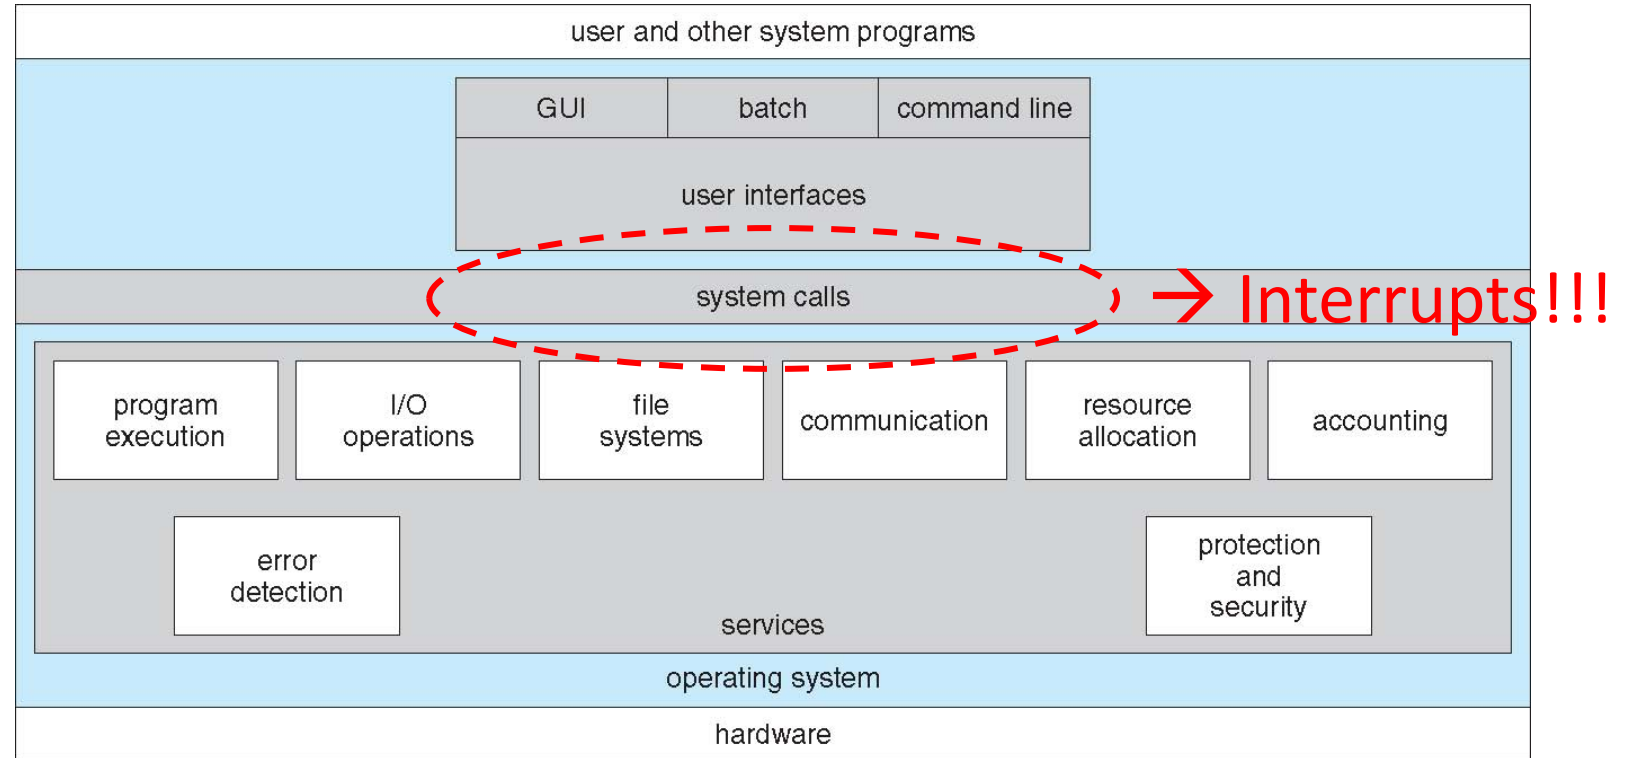 user and other system programs
GUI
batch
command line
user interfaces
system calls
→ Interrupts!!!
program
execution
I/O
operations
file
systems
communication
resource
allocation
accounting
error
detection
protection
and
security
services
operating system
hardware